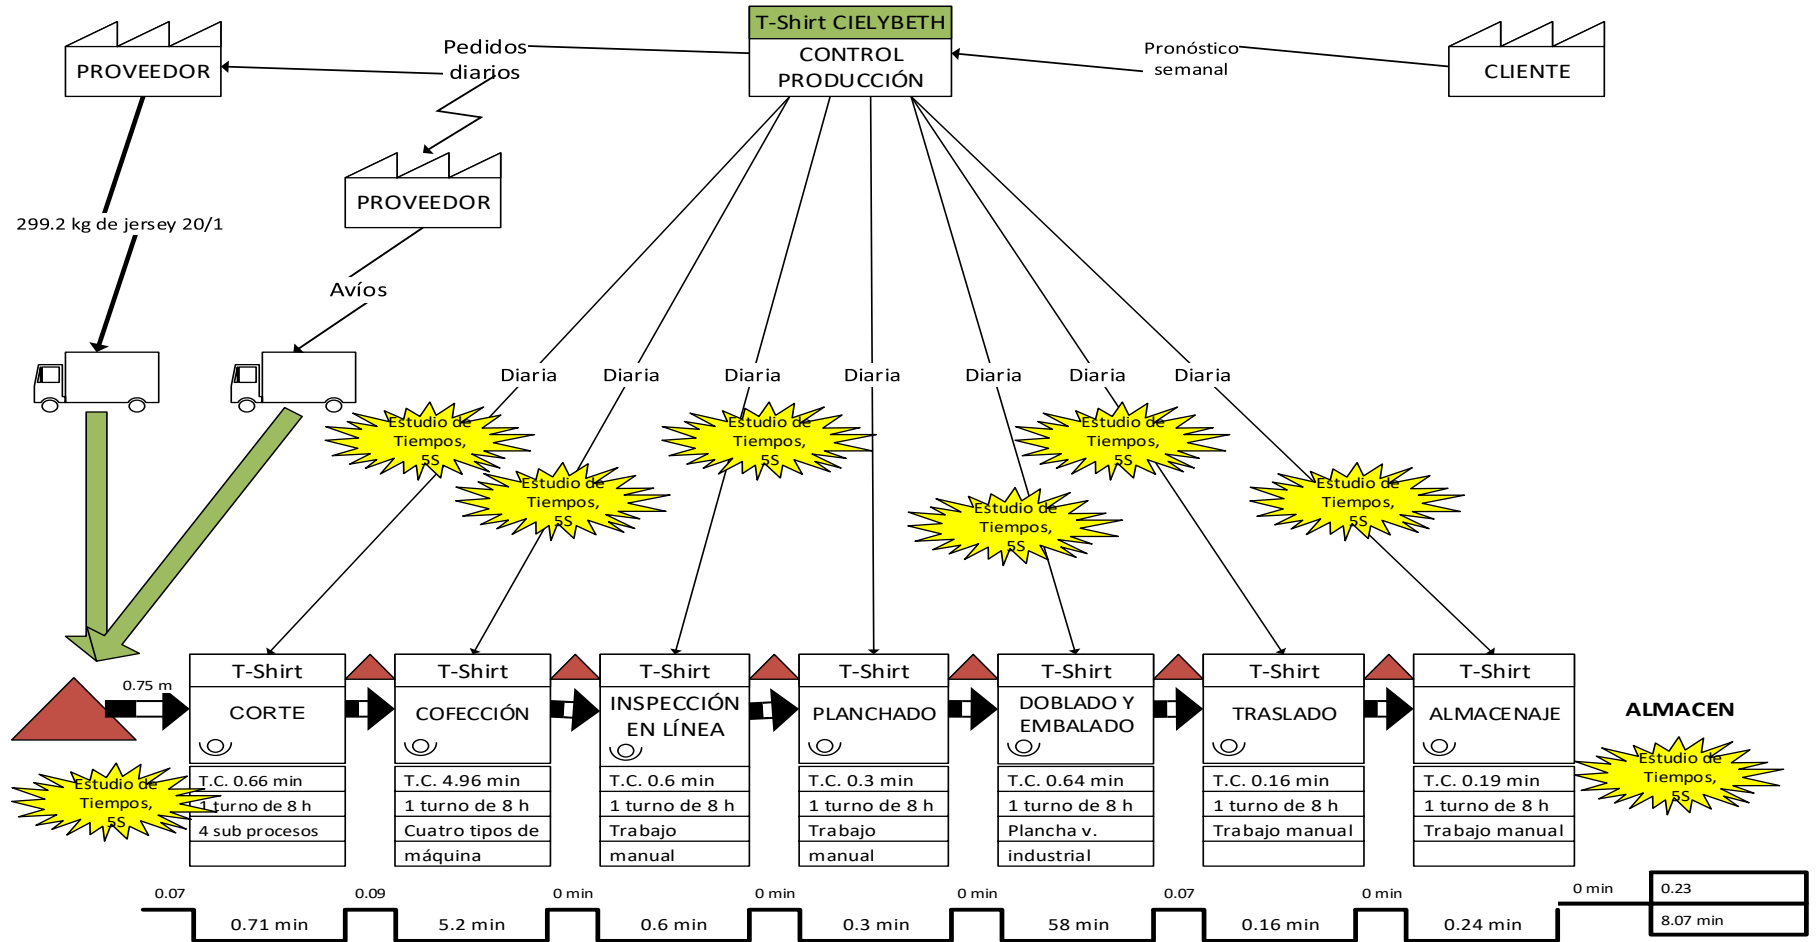 T-Shirt CIELYBETH
CONTROL
PRODUCCIÓN
PROVEEDOR
Pedidos
diarios
Pronóstico
semanal
CLIENTE
PROVEEDOR
299.2 kg de jersey 20/1
Avíos
Diaria
Diaria
Diaria
Diaria
Diaria
Diaria
Diaria
Estudio de
Tiempos,
5S
Estudio de
Tiempos,
5S
Estudio de
Tiempos,
5S
Estudio de
Tiempos,
5S
Estudio de
Tiempos,
5S
Estudio de
Tiempos,
5S
0.75 m
T-Shirt
CORTE
T.C. 0.66 min
1 turno de 8 h
4 sub procesos
T-Shirt
COFECCIÓN
T.C. 4.96 min
1 turno de 8 h
Cuatro tipos de
máquina
T-Shirt
INSPECCIÓN
EN LÍNEA
T.C. 0.6 min
1 turno de 8 h
Trabajo
manual
T-Shirt
PLANCHADO
T.C. 0.3 min
1 turno de 8 h
Trabajo
manual
T-Shirt
DOBLADO Y
EMBALADO
T.C. 0.64 min
1 turno de 8 h
Plancha v.
industrial
T-Shirt
TRASLADO
T.C. 0.16 min
1 turno de 8 h
Trabajo manual
T-Shirt
ALMACENAJE
T.C. 0.19 min
1 turno de 8 h
Trabajo manual
ALMACEN
Estudio de
Tiempos,
5S
Estudio de
Tiempos,
5S
0.07
0.09
0 min
0 min
0 min
0.07
0 min
0 min
0.23
0.71 min
5.2 min
0.6 min
0.3 min
58 min
0.16 min
0.24 min
8.07 min